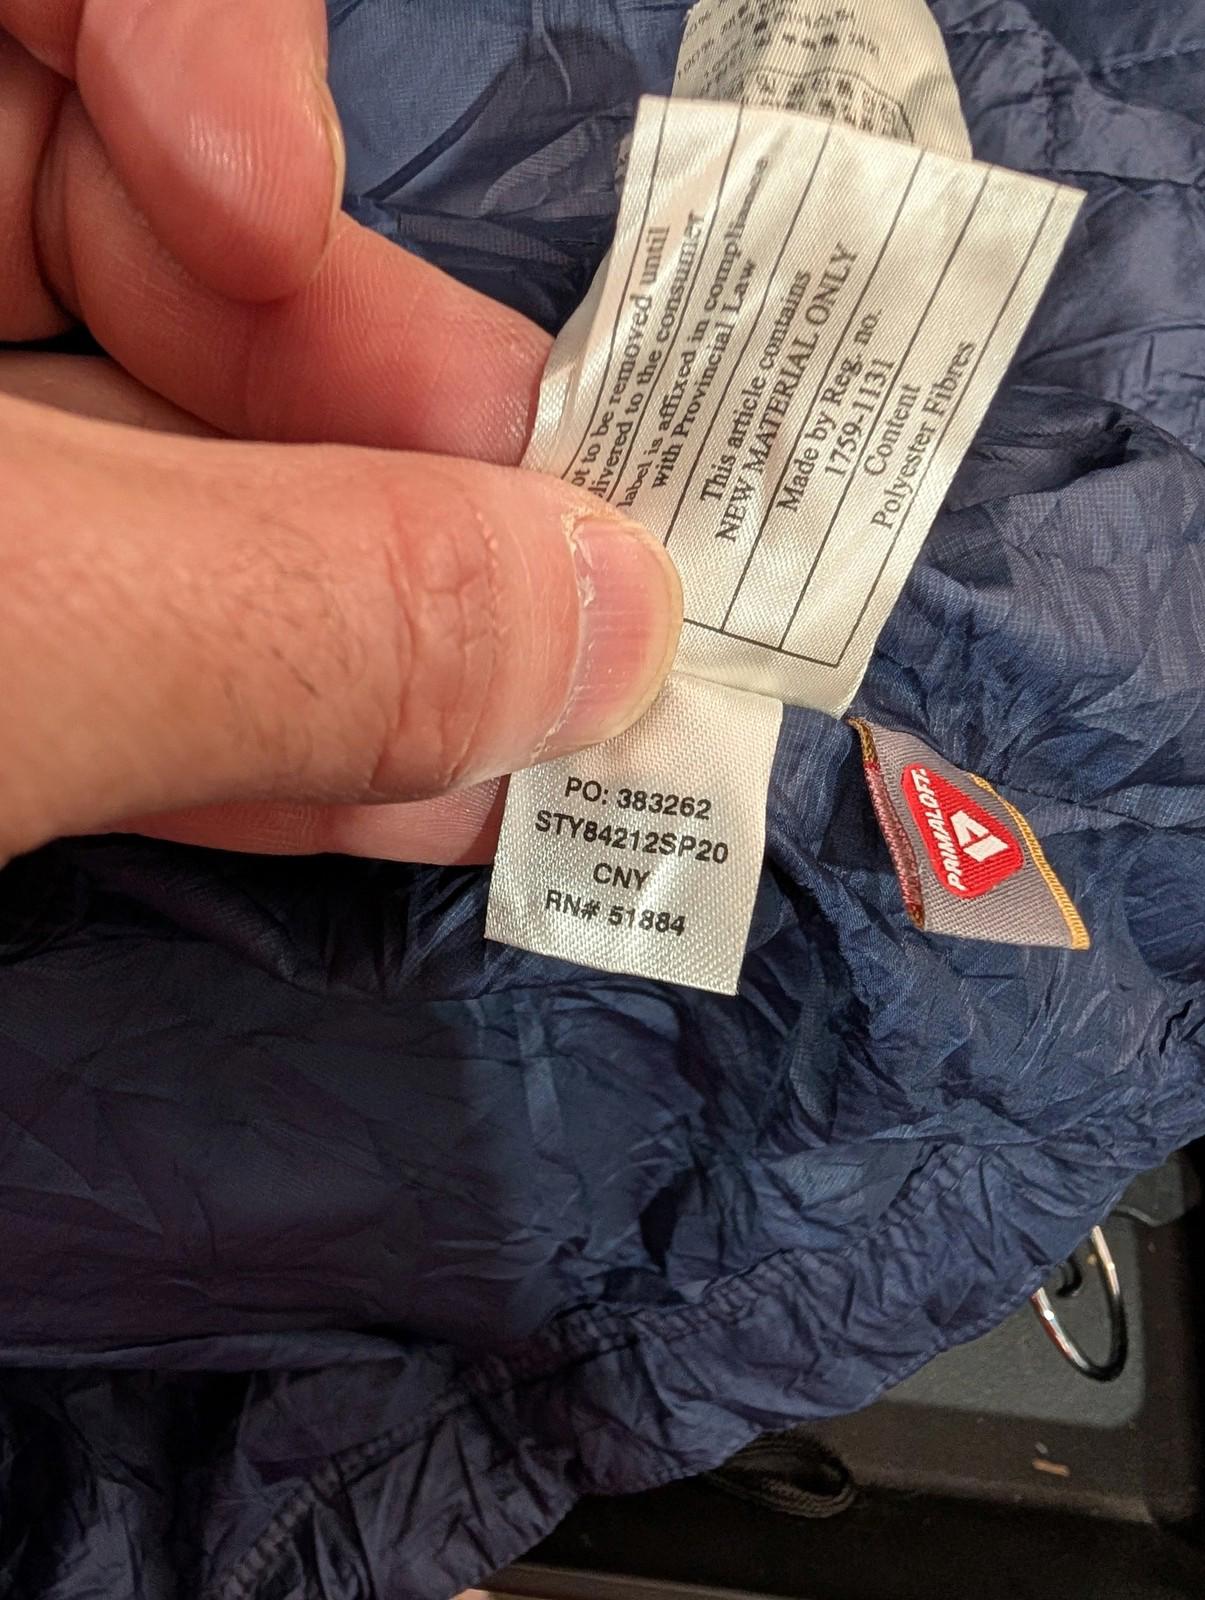 ot to be removed until
livered to the consumer
label is affixed in compliance
with Provincial Law
This article contains
NEW MATERIAL ONLY
Made by Reg. no.
1759-1131
Content
Polyester Fibres
PO: 383262
STY84212SP20
CNY
RN# 51884
PRIMALOFT